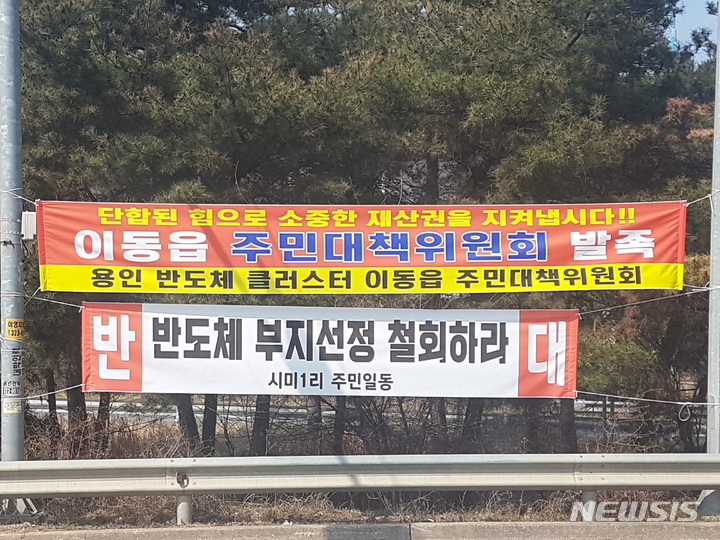 단합된 힘으로 소중한 재산권을 지켜냅시다!!
이동읍 주민대책위원회 발족
용인 반도체 클러스터 이동읍 주민대책위원회
반 반도체 부지선정 철회하라 대
시미1리 주민일동
NEWSIS